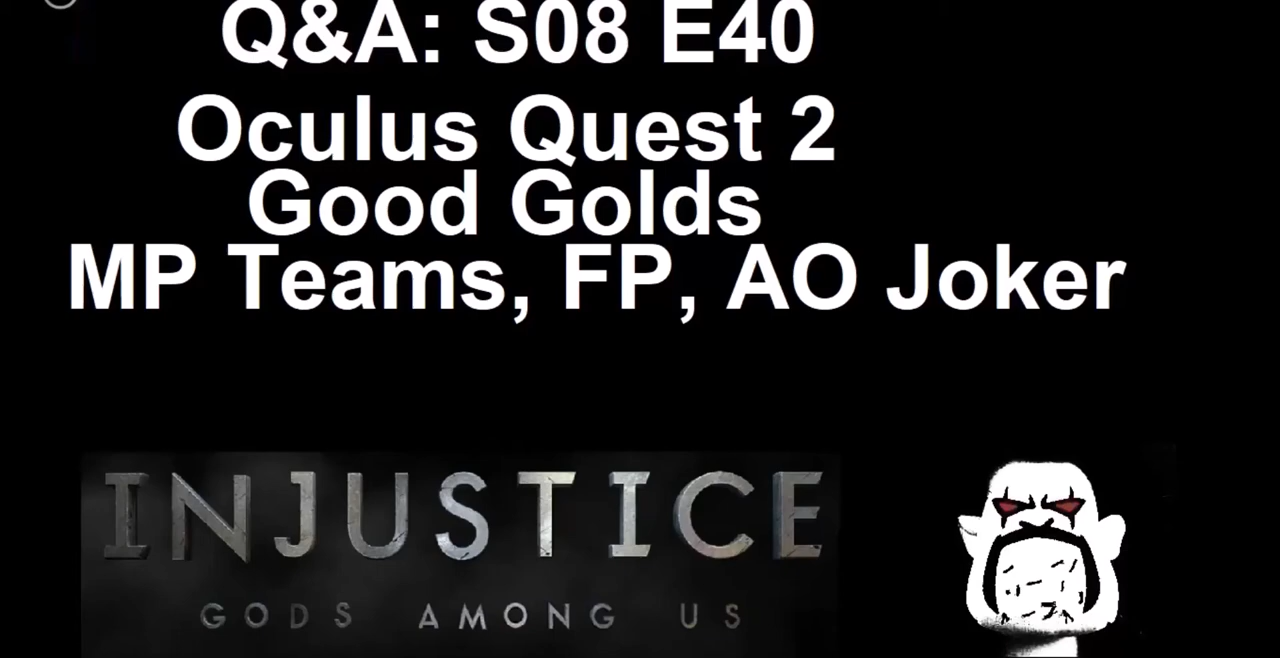 Q&A: S08 E40
Oculus Quest 2
Good Golds
MP Teams, FP, AO Joker
INJUSTICE
GODS AMONG US